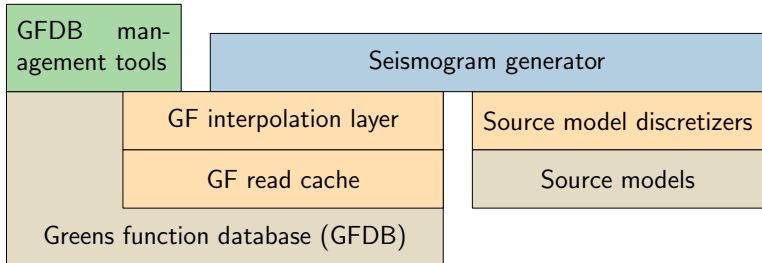 GFDB man-
agement tools
Seismogram generator
GF interpolation layer
Source model discretizers
GF read cache
Source models
Greens function database (GFDB)